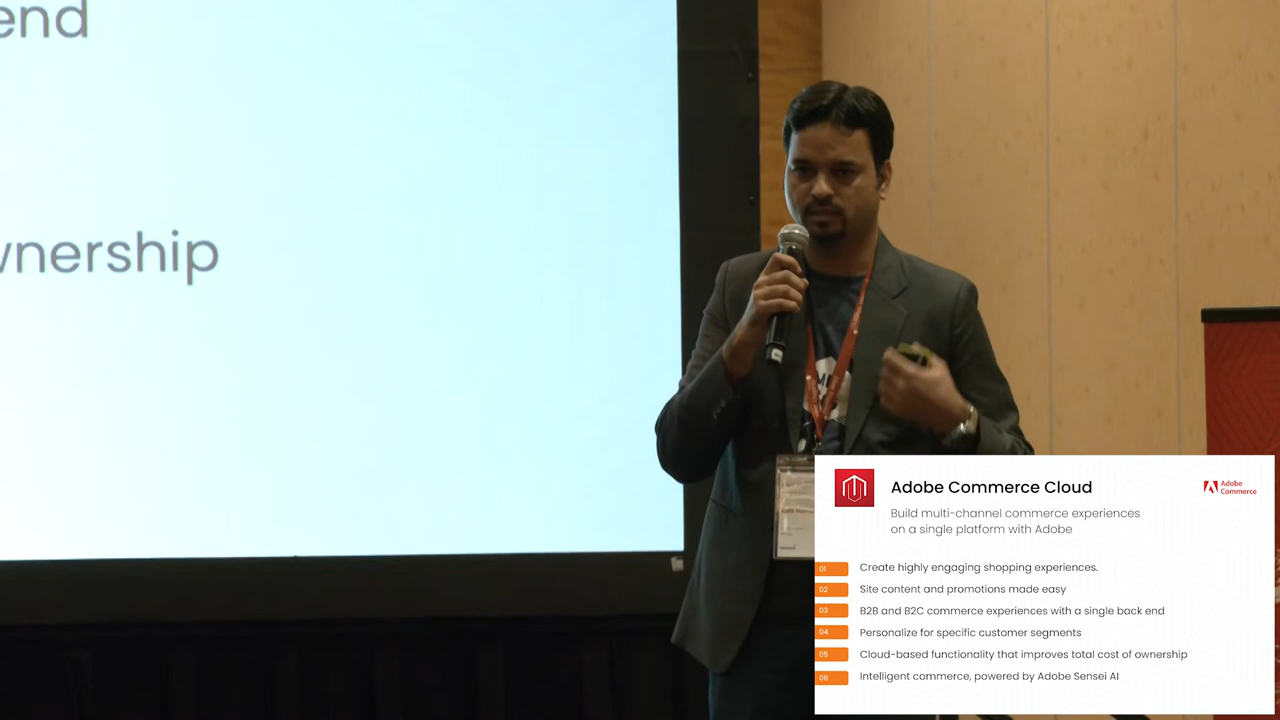 end
wnership
Adobe Commerce Cloud
Adobe
Commerce
Build multi-channel commerce experiences
on a single platform with Adobe
01 Create highly engaging shopping experiences.
02 Site content and promotions made easy
03 B2B and B2C commerce experiences with a single back end
04 Personalize for specific customer segments
05 Cloud-based functionality that improves total cost of ownership
06 Intelligent commerce, powered by Adobe Sensei AI